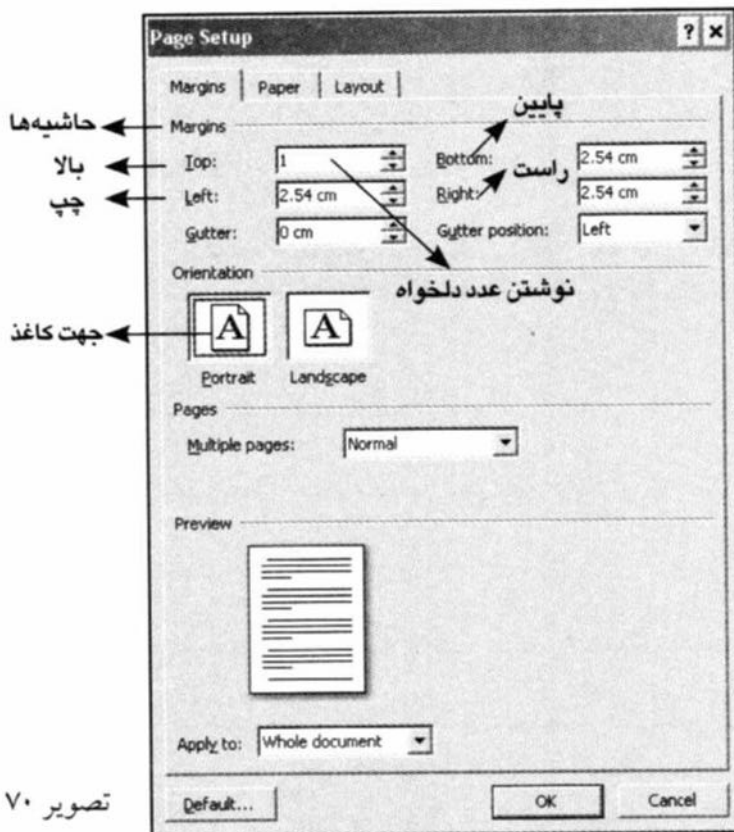 Page Setup
Margins Paper Layout
پایین
حاشیه‌ها Margins
بالا Top: 1 Bottom: 2.54 cm
راست
چپ Left: 2.54 cm Right: 2.54 cm
Gutter: 0 cm Gutter position: Left
Orientation
نوشتن عدد دلخواه
جهت کاغذ
A A
Portrait Landscape
Pages
Multiple pages: Normal
Preview
Apply to: Whole document
تصویر ۷۰
Default... OK Cancel